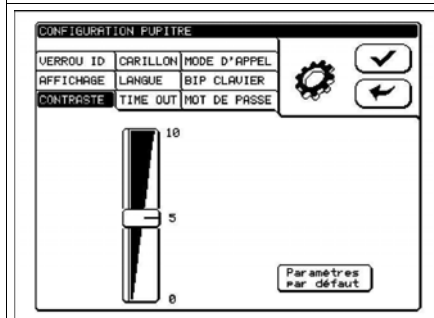 CONFIGURATION PUPITRE
VERROU ID CARILLON MODE D'APPEL
AFFICHAGE LANGUE BIP CLAVIER
CONTRASTE TIME OUT MOT DE PASSE
10
5
0
Paramètres
par défaut